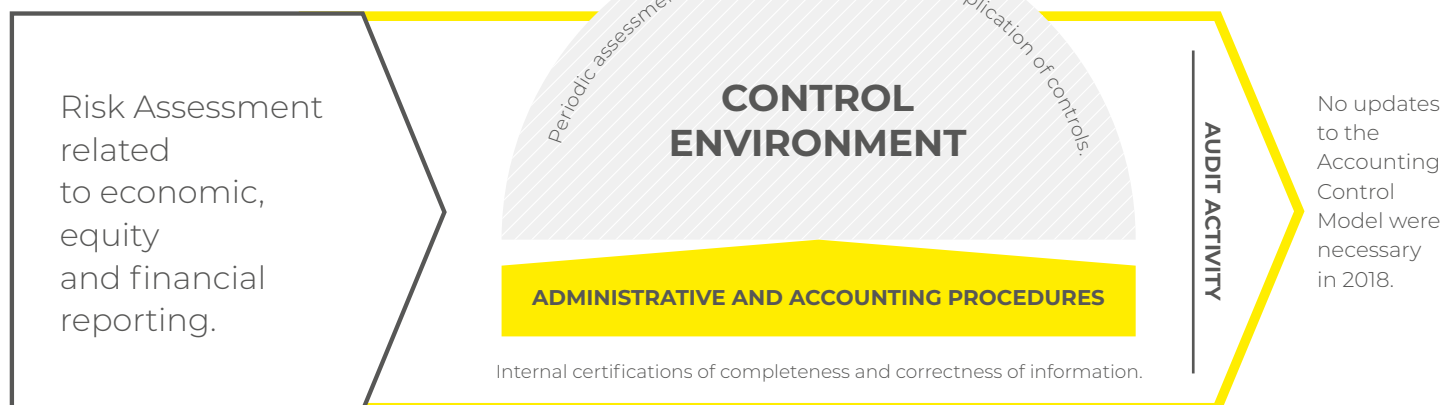 Risk Assessment
related
to economic,
equity
and financial
reporting.
Periodic
of controls.
CONTROL
ENVIRONMENT
ADMINISTRATIVE AND ACCOUNTING PROCEDURES
Internal certifications of completeness and correctness of information.
AUDIT ACTIVITY
No updates
to the
Accounting
Control
Model were
necessary
in 2018.